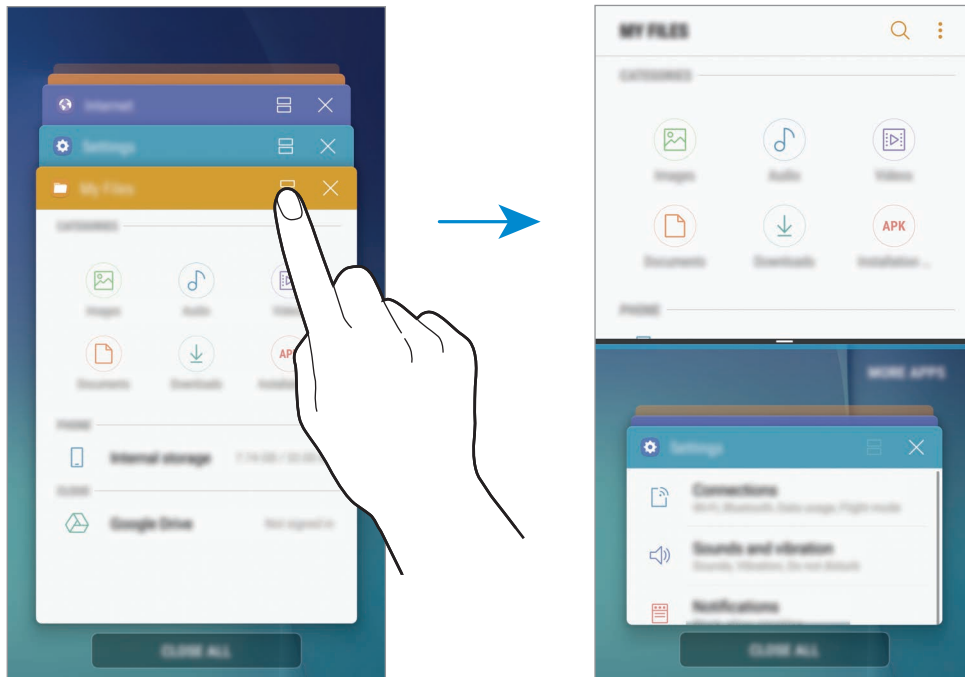 Internet
Settings
My Files
CATEGORIES
Images
Audio
Documents
Downloads
PHONE
Internal storage
CLOUD
Google Drive
Not signed in
CLOSE ALL
MY FILES
CATEGORIES
Images
Audio
Videos
APK
Documents
Downloads
Installation ...
PHONE
MORE APPS
Settings
Connections
Wi-Fi, Bluetooth, Data usage, Flight mode
Sounds and vibration
Sounds, Vibration, Do not disturb
Notifications
CLOSE ALL